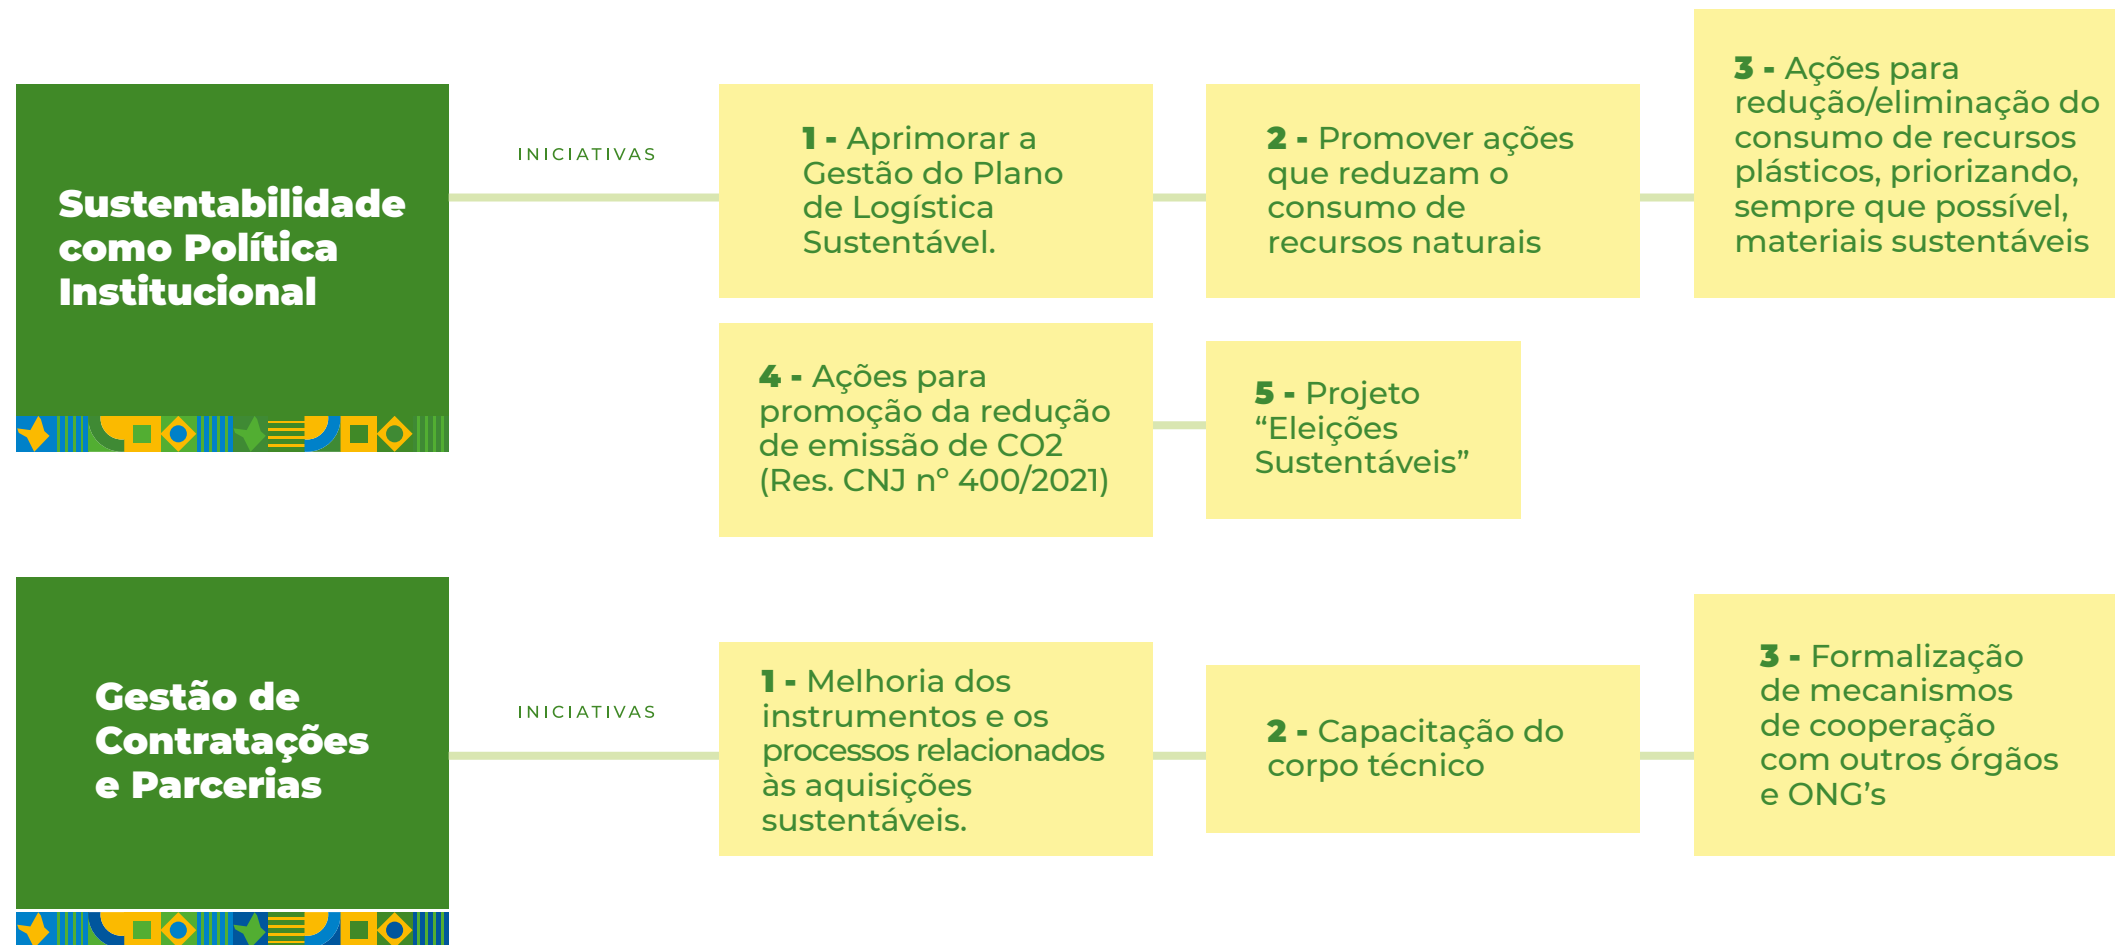 Sustentabilidade
como Política
Institucional
INICIATIVAS
1 - Aprimorar a
Gestão do Plano
de Logística
Sustentável.
2 - Promover ações
que reduzam o
consumo de
recursos naturais
3 - Ações para
redução/eliminação do
consumo de recursos
plásticos, priorizando,
sempre que possível,
materiais sustentáveis
4 - Ações para
promoção da redução
de emissão de CO2
(Res. CNJ nº 400/2021)
5 - Projeto
“Eleições
Sustentáveis”
Gestão de
Contratações
e Parcerias
INICIATIVAS
1 - Melhoria dos
instrumentos e os
processos relacionados
às aquisições
sustentáveis.
2 - Capacitação do
corpo técnico
3 - Formalização
de mecanismos
de cooperação
com outros órgãos
e ONG’s